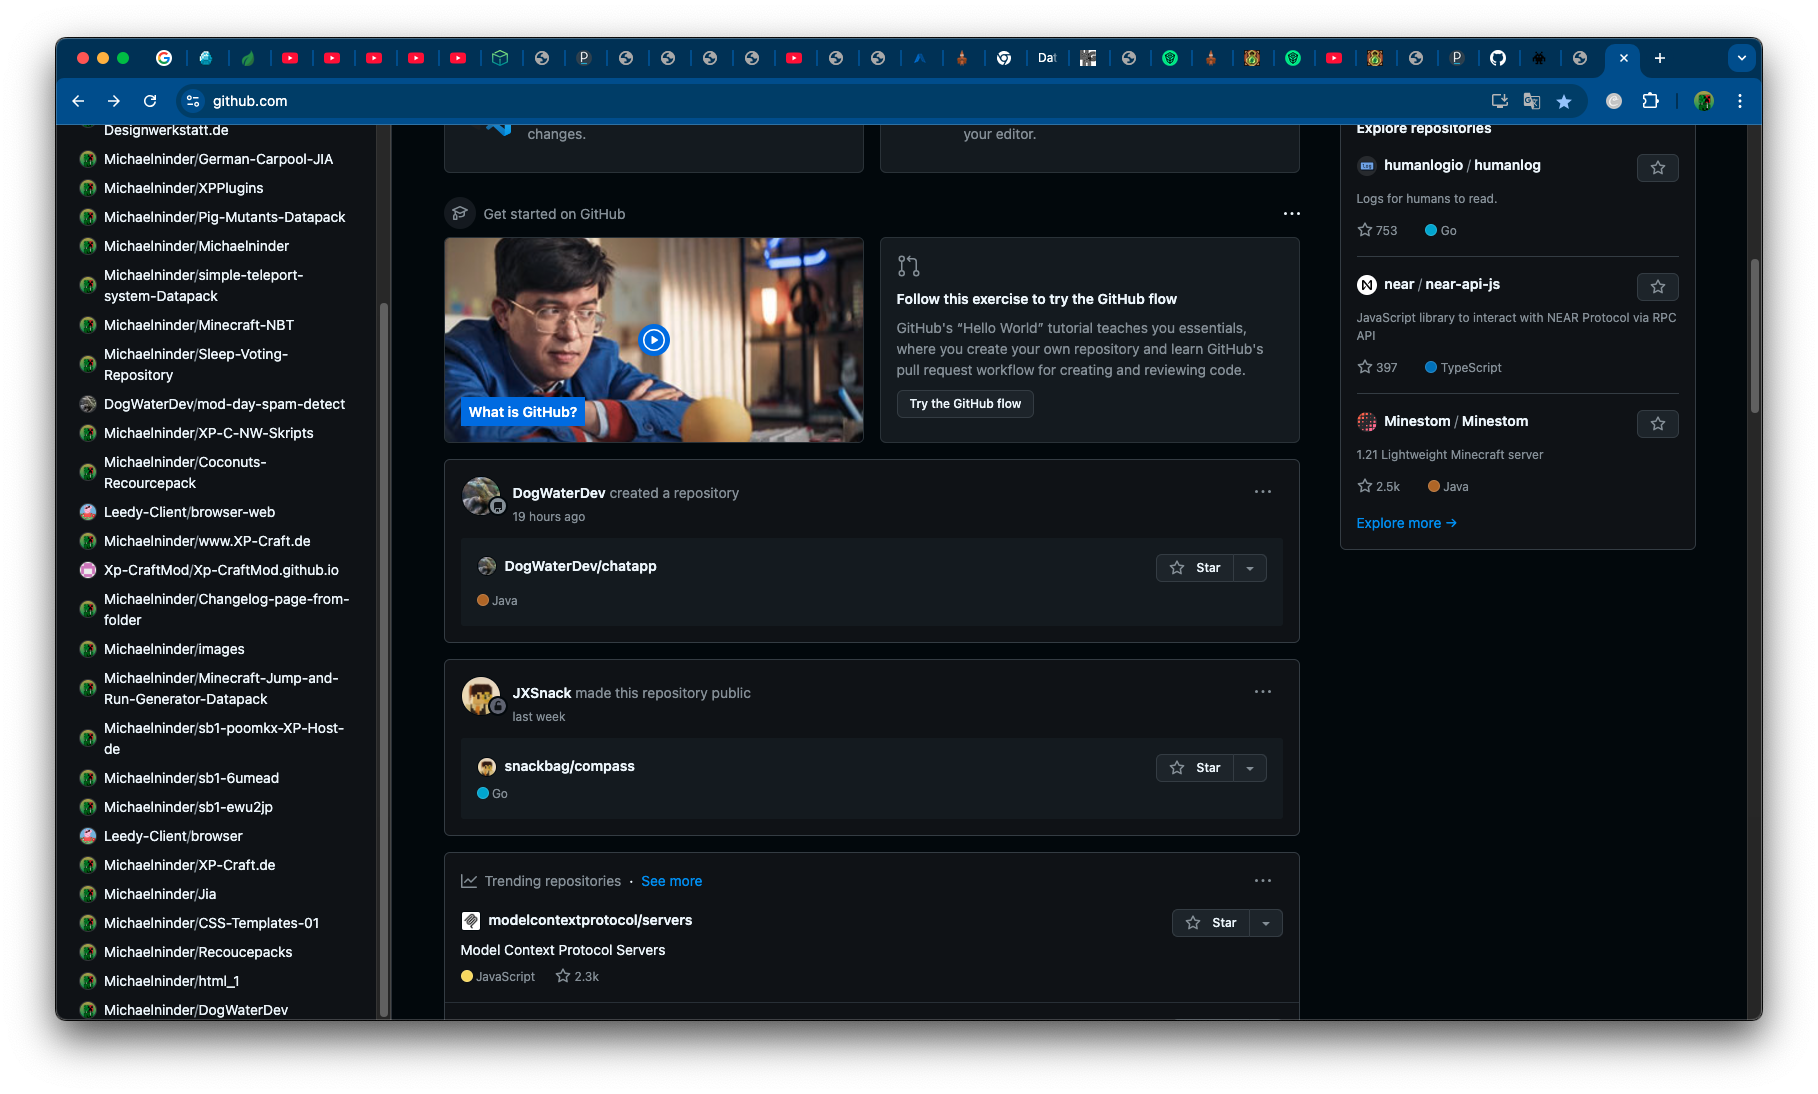 Dat
github.com
Designwerkstatt.de
Michaelninder/German-Carpool-JIA
Michaelninder/XPPlugins
Michaelninder/Pig-Mutants-Datapack
Michaelninder/Michaelninder
Michaelninder/simple-teleport-
system-Datapack
Michaelninder/Minecraft-NBT
Michaelninder/Sleep-Voting-
Repository
DogWaterDev/mod-day-spam-detect
Michaelninder/XP-C-NW-Skripts
Michaelninder/Coconuts-
Recourcepack
Leedy-Client/browser-web
Michaelninder/www.XP-Craft.de
Xp-CraftMod/Xp-CraftMod.github.io
Michaelninder/Changelog-page-from-
folder
Michaelninder/images
Michaelninder/Minecraft-Jump-and-
Run-Generator-Datapack
Michaelninder/sb1-poomkx-XP-Host-
de
Michaelninder/sb1-6umead
Michaelninder/sb1-ewu2jp
Leedy-Client/browser
Michaelninder/XP-Craft.de
Michaelninder/Jia
Michaelninder/CSS-Templates-01
Michaelninder/Recoucepacks
Michaelninder/html_1
Michaelninder/DogWaterDev
changes.
your editor.
Get started on GitHub
What is GitHub?
Follow this exercise to try the GitHub flow
GitHub's “Hello World” tutorial teaches you essentials,
where you create your own repository and learn GitHub's
pull request workflow for creating and reviewing code.
Try the GitHub flow
DogWaterDev created a repository
19 hours ago
DogWaterDev/chatapp
Star
Java
JXSnack made this repository public
last week
snackbag/compass
Star
Go
Trending repositories · See more
modelcontextprotocol/servers
Star
Model Context Protocol Servers
JavaScript 2.3k
Explore repositories
humanlogio / humanlog
Logs for humans to read.
753 Go
near / near-api-js
JavaScript library to interact with NEAR Protocol via RPC
API
397 TypeScript
Minestom / Minestom
1.21 Lightweight Minecraft server
2.5k Java
Explore more →